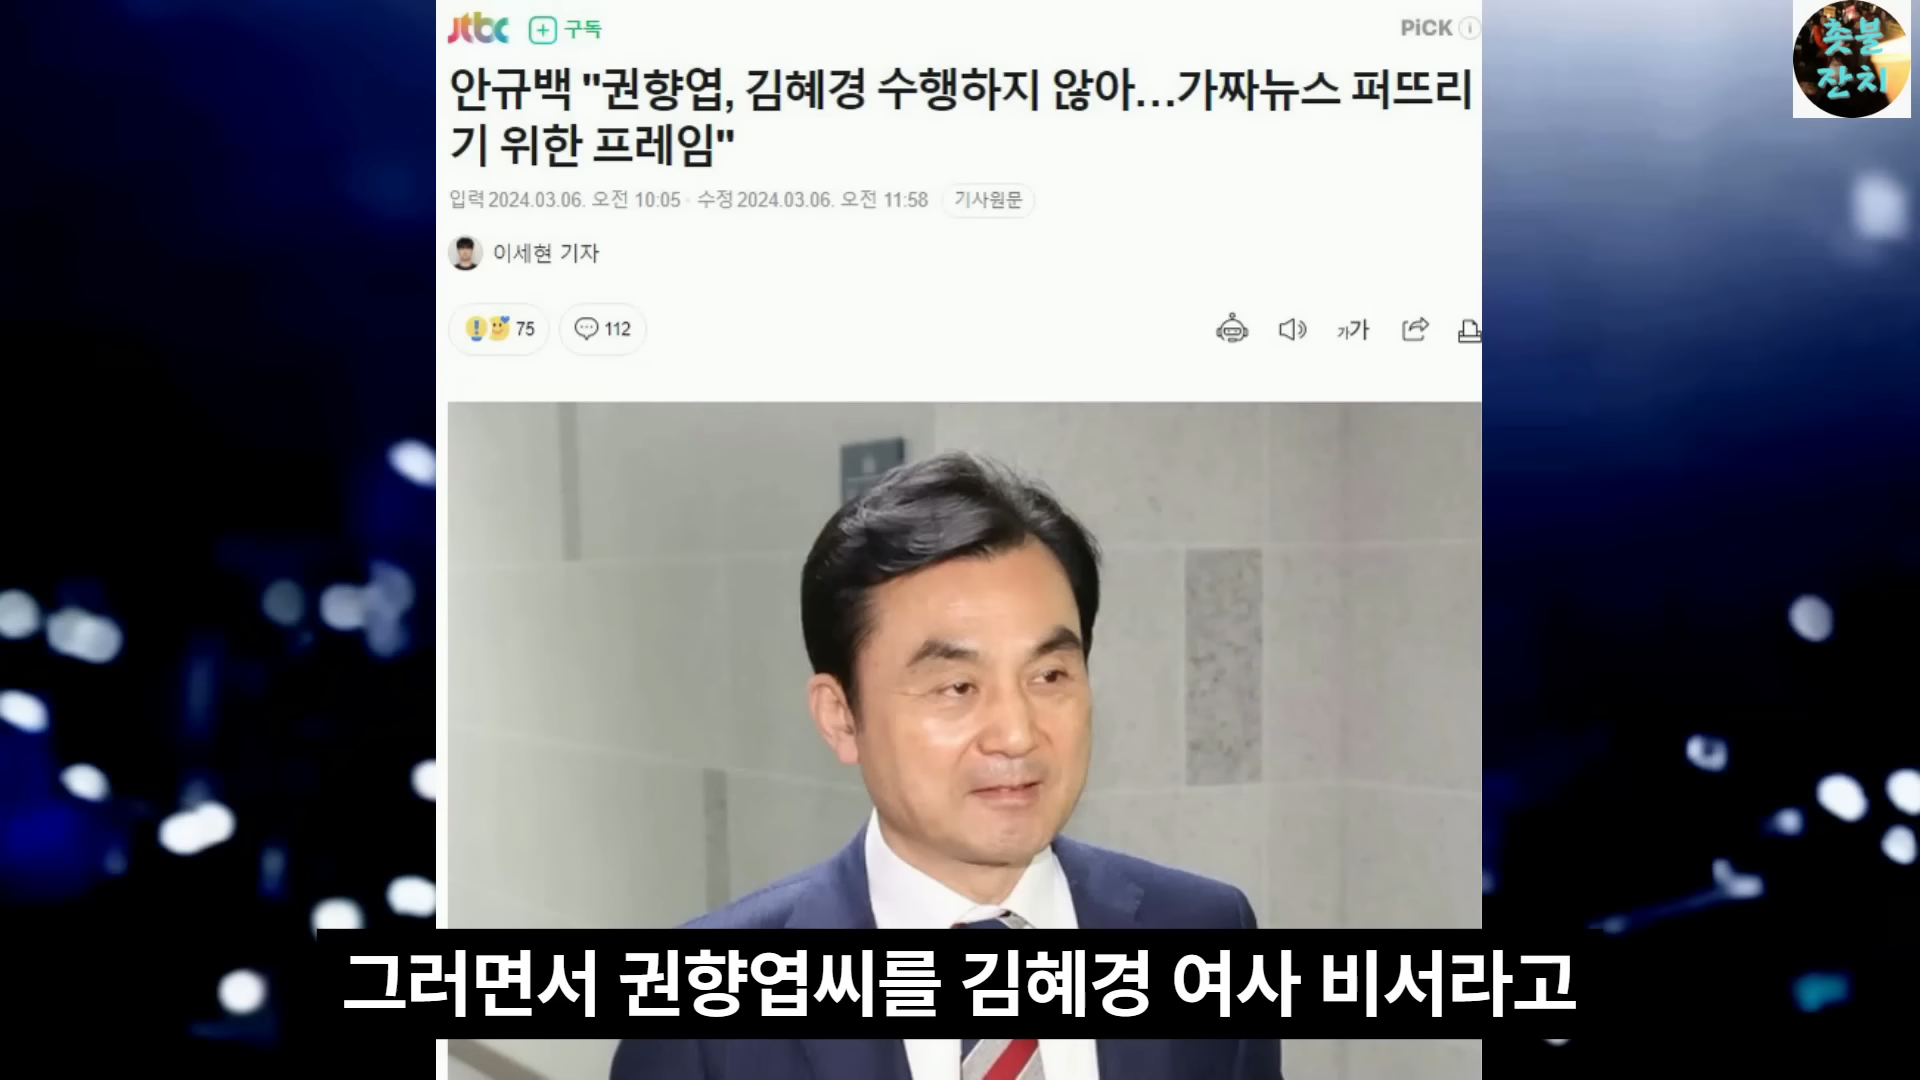 jtbc 구독
PiCK
촛불
잔치
안규백 "권향엽, 김혜경 수행하지 않아…가짜뉴스 퍼뜨리
기 위한 프레임"
입력 2024.03.06. 오전 10:05 · 수정 2024.03.06. 오전 11:58 기사원문
이세현 기자
75 112
가가
그러면서 권향엽씨를 김혜경 여사 비서라고